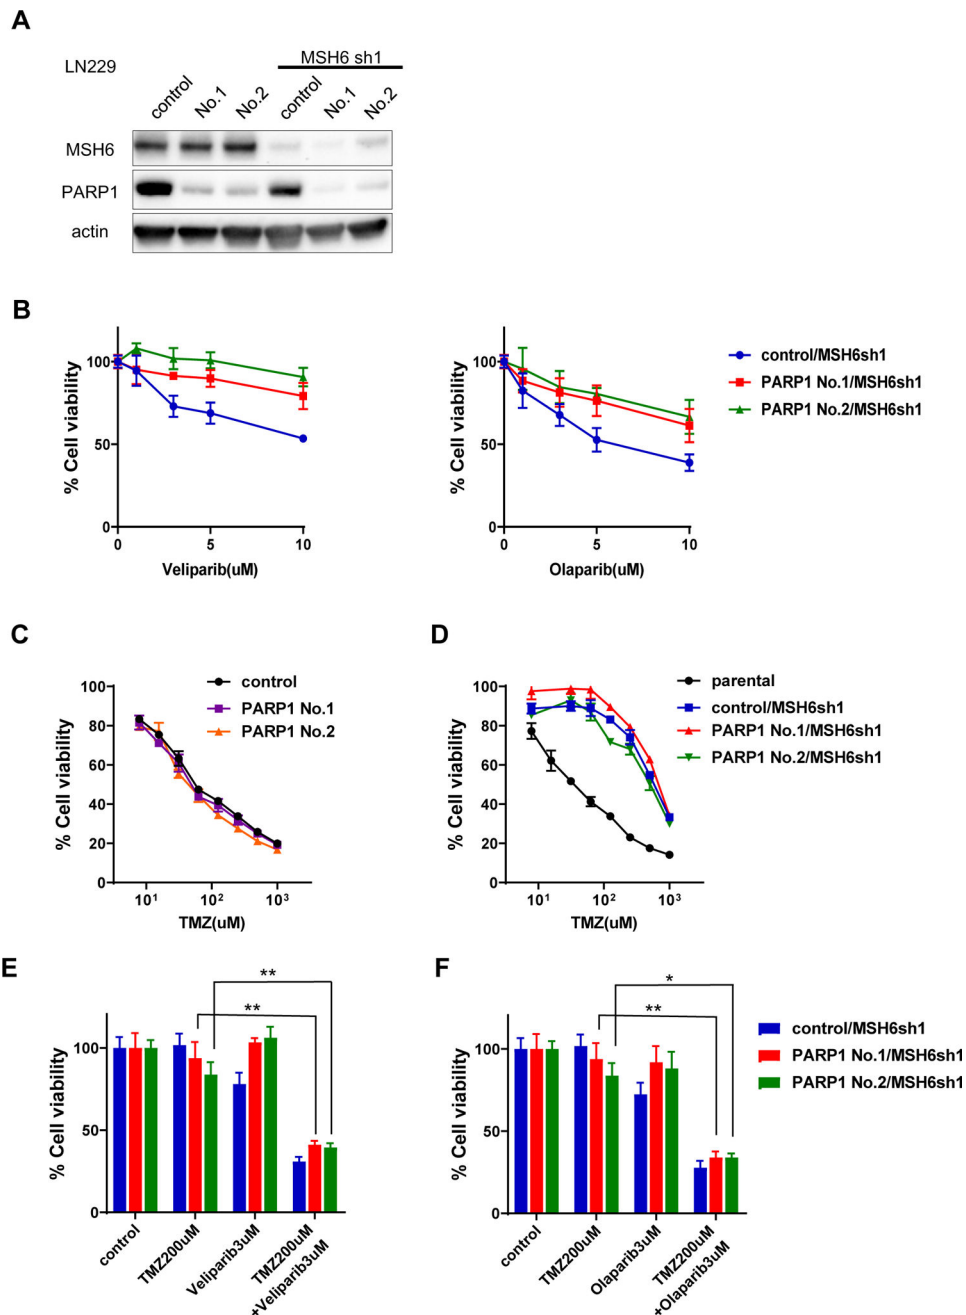 A
LN229
MSH6 sh1
control
No.1
No.2
control
No.1
No.2
MSH6
PARP1
actin
B
% Cell viability
100
50
0
0
5
10
Veliparib(uM)
% Cell viability
100
50
0
0
5
10
Olaparib(uM)
control/MSH6sh1
PARP1 No.1/MSH6sh1
PARP1 No.2/MSH6sh1
C
% Cell viability
100
80
60
40
20
0
10¹
10²
10³
TMZ(uM)
control
PARP1 No.1
PARP1 No.2
D
% Cell viability
100
80
60
40
20
0
10¹
10²
10³
TMZ(uM)
parental
control/MSH6sh1
PARP1 No.1/MSH6sh1
PARP1 No.2/MSH6sh1
E
% Cell viability
100
50
0
**
**
control
TMZ200uM
Veliparib3uM
TMZ200uM
+Veliparib3uM
F
% Cell viability
100
50
0
*
**
control
TMZ200uM
Olaparib3uM
TMZ200uM
+Olaparib3uM
control/MSH6sh1
PARP1 No.1/MSH6sh1
PARP1 No.2/MSH6sh1